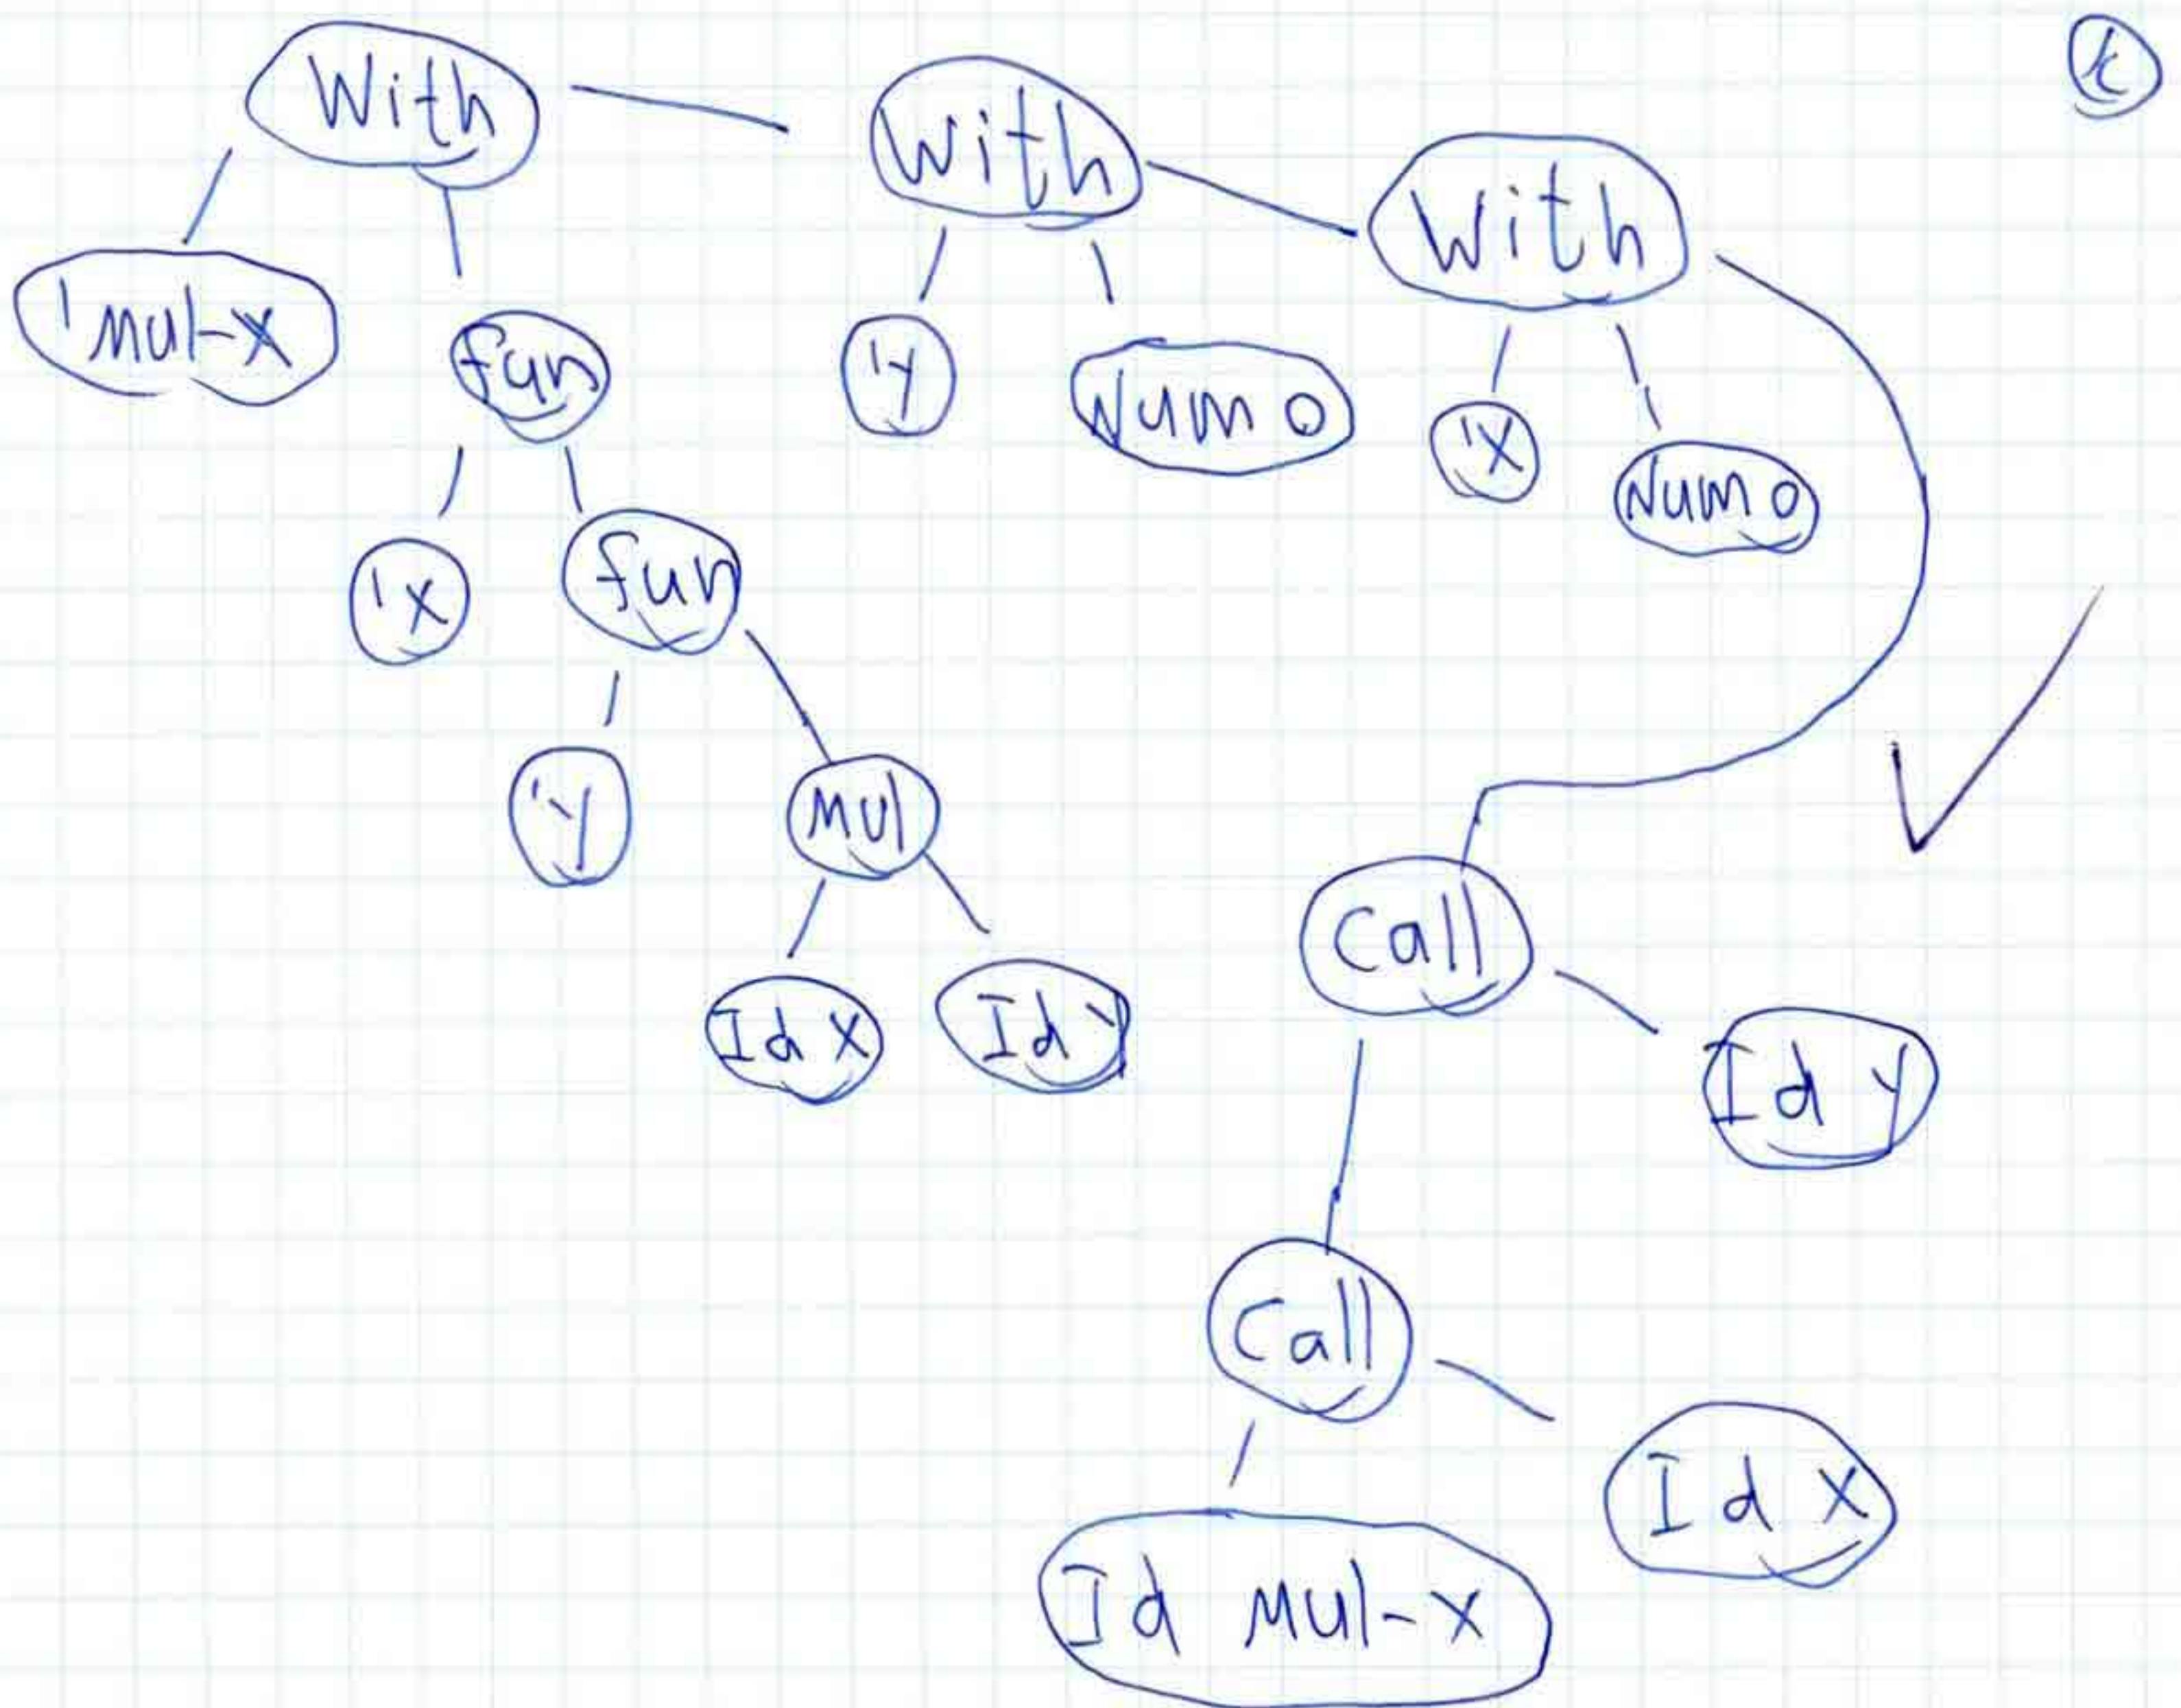 With With With
'Mul-x fun 'y Num 0 'x Num 0
'x fun
'y Mul
Id x Id y
Call
Id y
Call
Id x
Id Mul-x